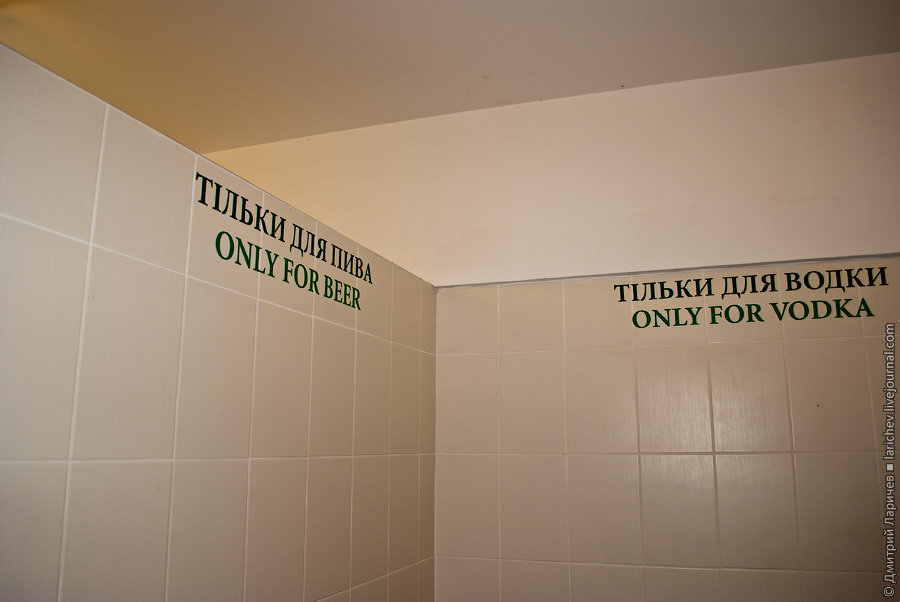 ТІЛЬКИ ДЛЯ ПИВА
ONLY FOR BEER
ТІЛЬКИ ДЛЯ ВОДКИ
ONLY FOR VODKA
© Дмитрий Ларичев ■ larichev.livejournal.com